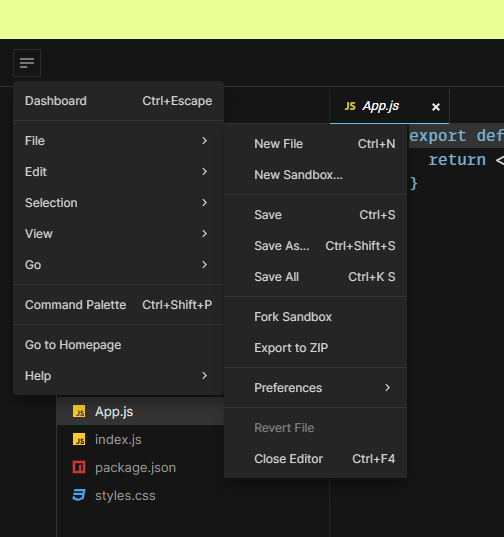 Dashboard Ctrl+Escape
File
Edit
Selection
View
Go
Command Palette Ctrl+Shift+P
Go to Homepage
Help
New File Ctrl+N
New Sandbox...
Save Ctrl+S
Save As... Ctrl+Shift+S
Save All Ctrl+K S
Fork Sandbox
Export to ZIP
Preferences
Revert File
Close Editor Ctrl+F4
JS App.js ×
export def
return <
}
JS App.js
JS index.js
package.json
styles.css